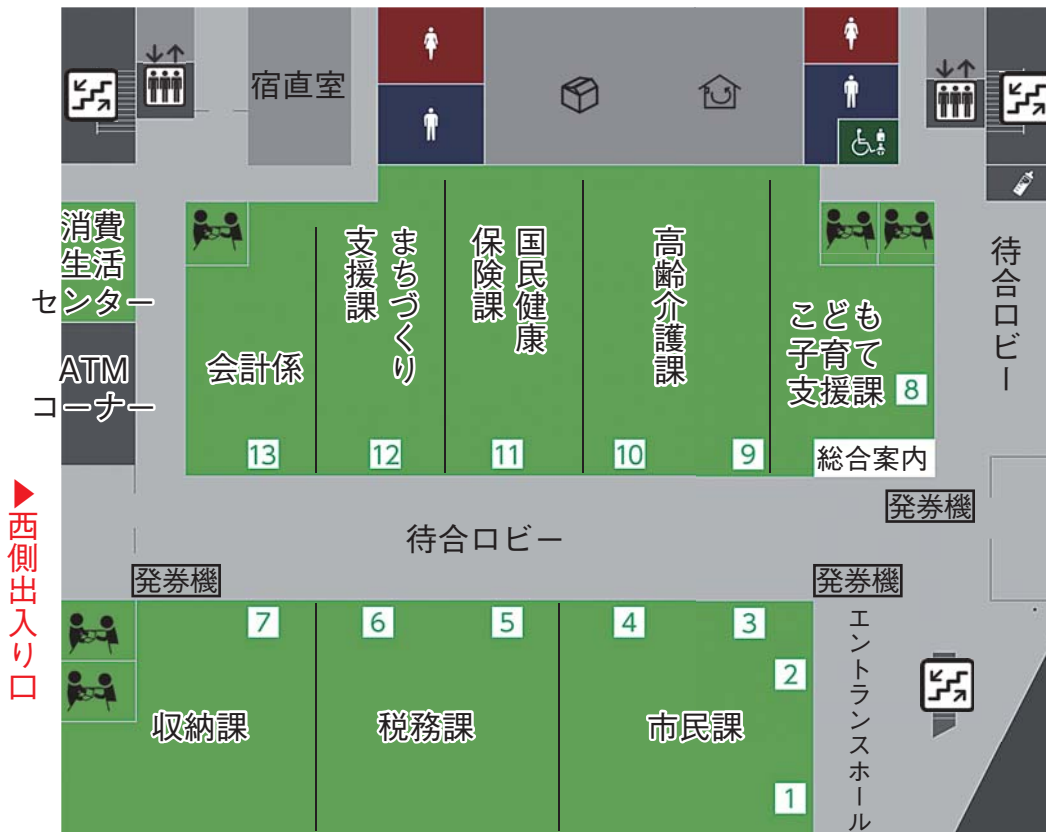 宿直室
消費
生活
センター
ATM
コーナー
会計係
13
まちづくり
支援課
12
国民健康
保険課
11
高齢介護課
10
9
こども
子育て
支援課
8
総合案内
待合ロビー
発券機
▶西側出入り口
待合ロビー
発券機
発券機
7
収納課
6
5
税務課
4
3
2
市民課
1
エントランスホール